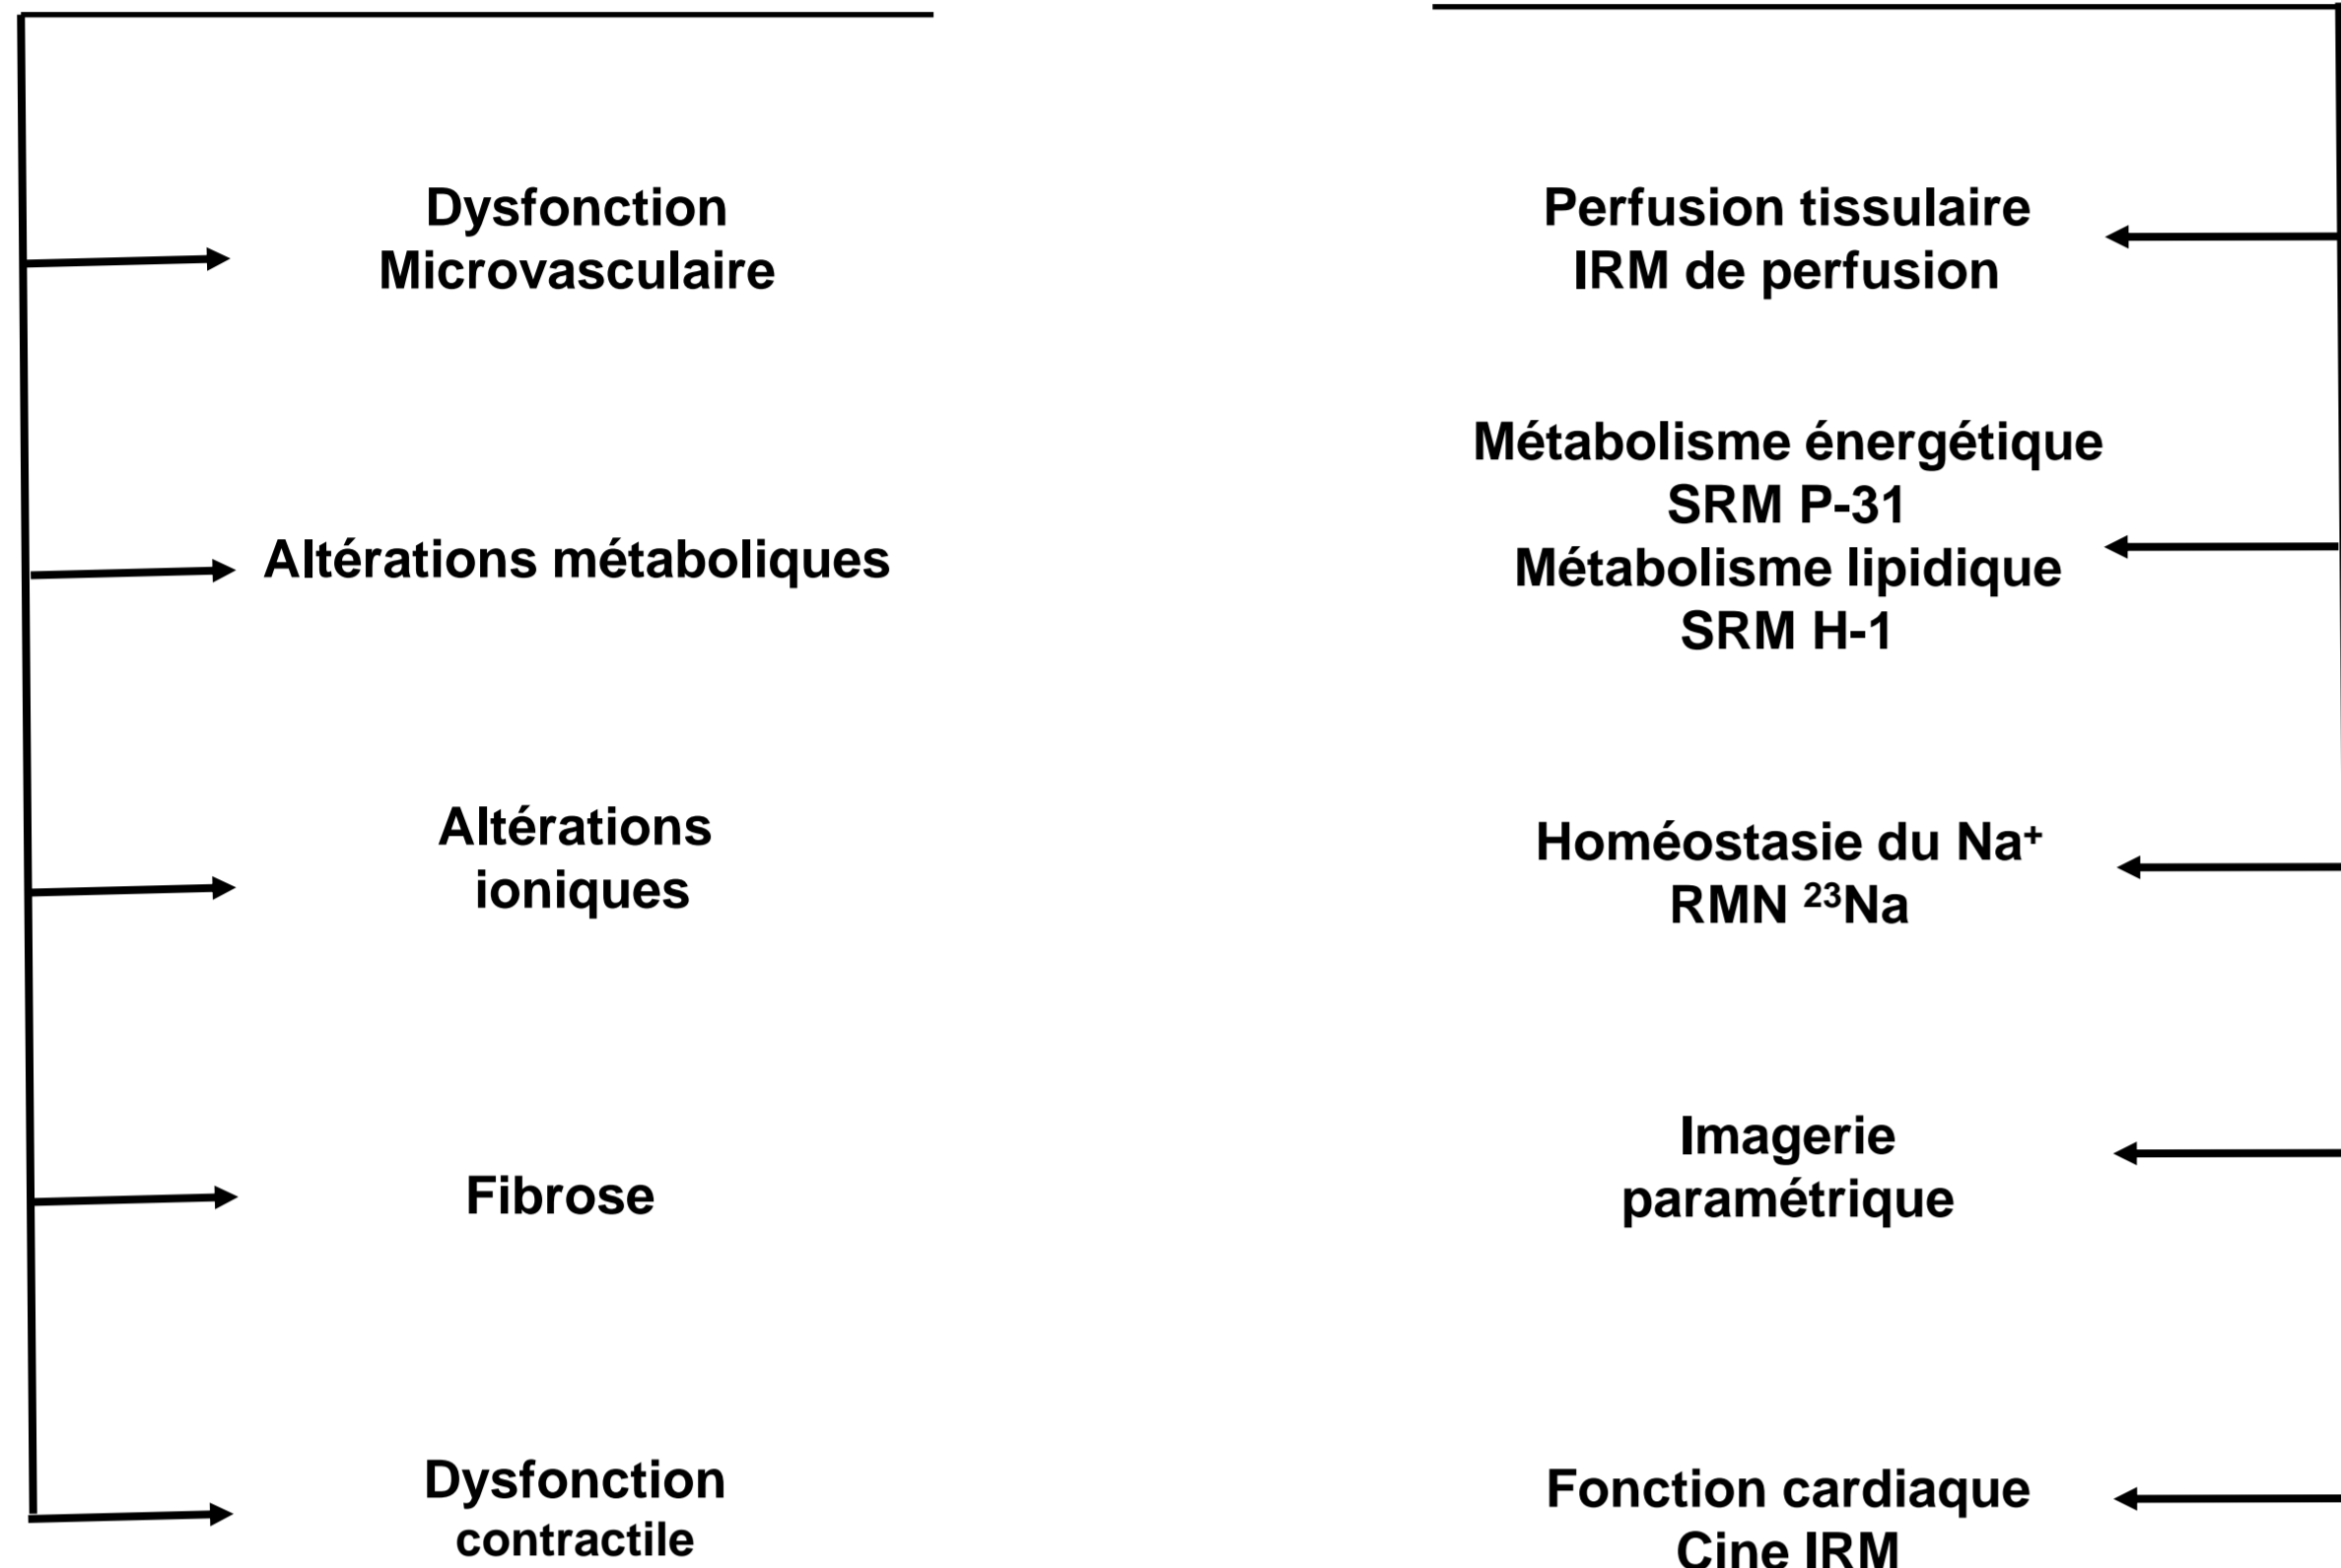 Dysfonction
Microvasculaire
Perfusion tissulaire
IRM de perfusion
Altérations métaboliques
Métabolisme énergétique
SRM P-31
Métabolisme lipidique
SRM H-1
Altérations
ioniques
Homéostasie du Na⁺
RMN ²³Na
Fibrose
Imagerie
paramétrique
Dysfonction
contractile
Fonction cardiaque
Cine IRM